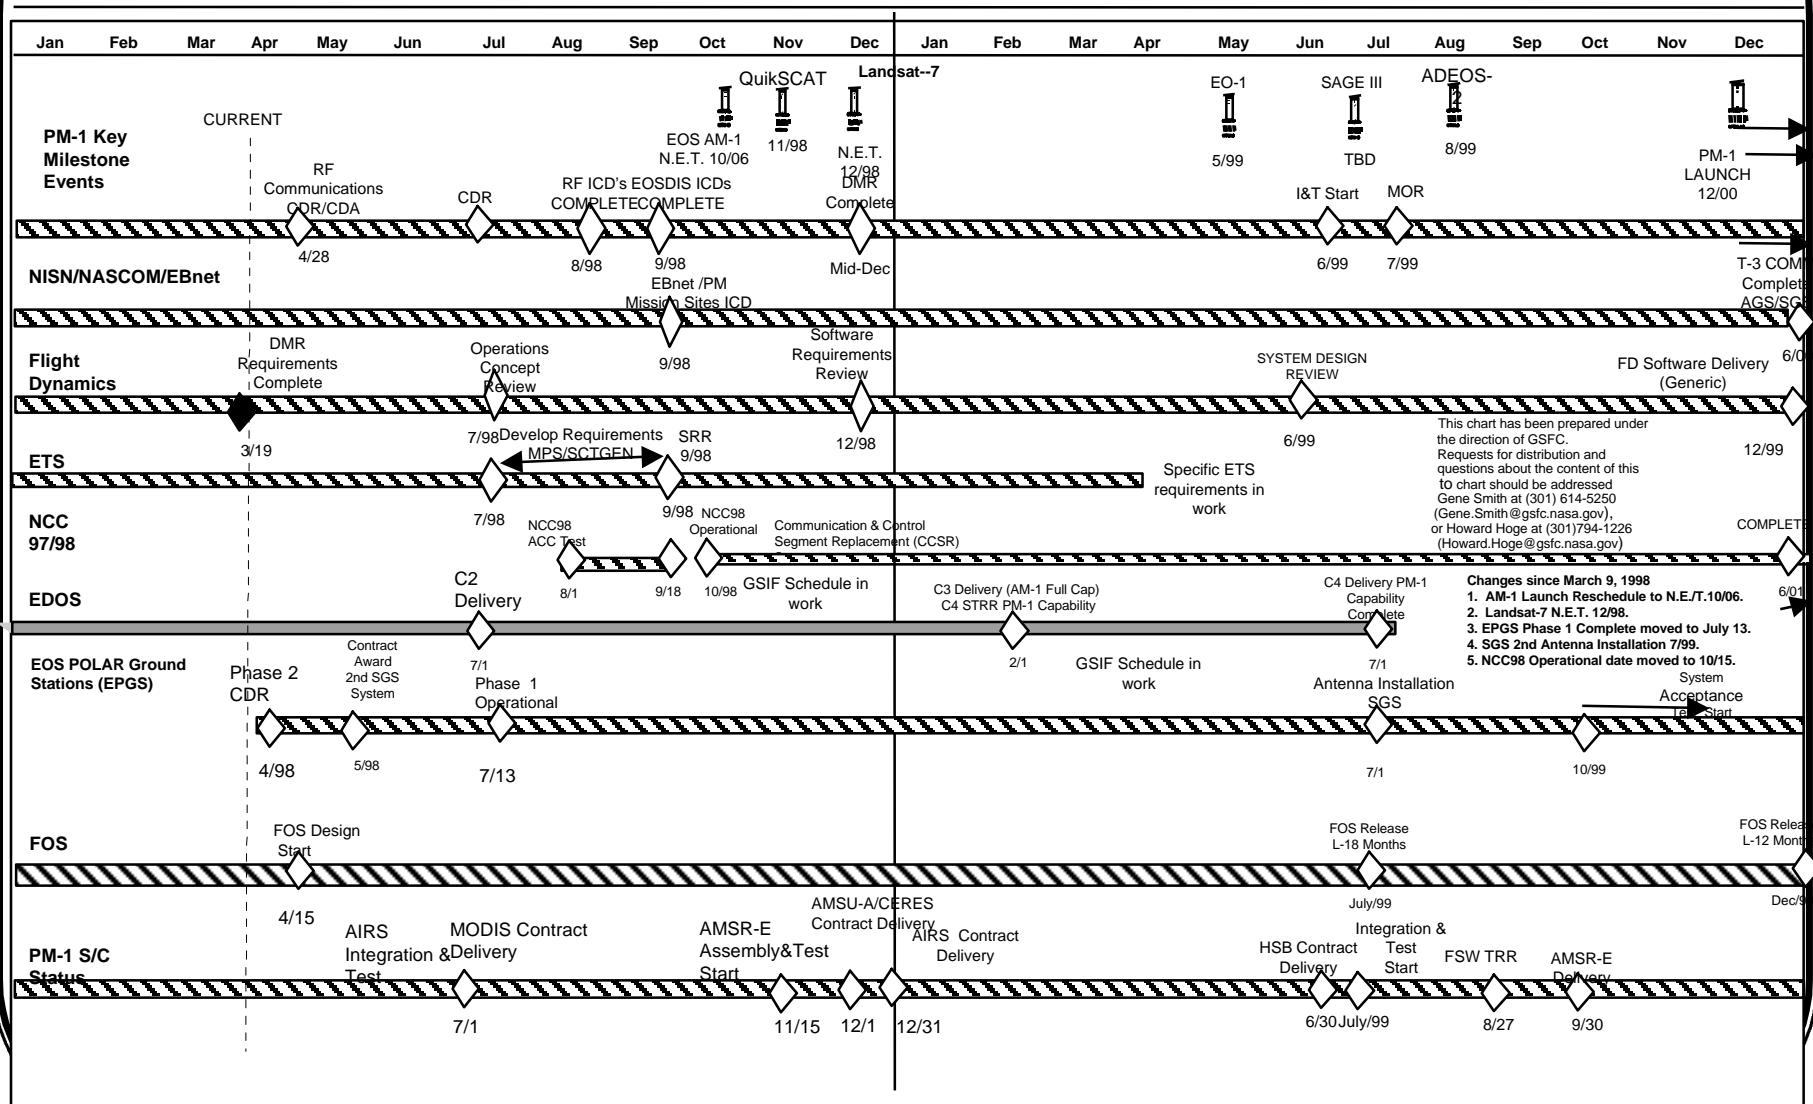 Jan Feb Mar Apr May Jun Jul Aug Sep Oct Nov Dec Jan Feb Mar Apr May Jun Jul Aug Sep Oct Nov Dec
Landsat--7
QuikSCAT
EO-1
SAGE III
ADEOS-
2
CURRENT
PM-1 Key
Milestone
Events
EOS AM-1
N.E.T. 10/06
11/98
N.E.T.
12/98
5/99
TBD
8/99
PM-1
LAUNCH
12/00
RF
Communications
CDR/CDA
CDR
RF ICD's
COMPLETE
EOSDIS ICDs
COMPLETE
DMR
Complete
I&T Start
MOR
4/28
8/98
9/98
Mid-Dec
6/99
7/99
NISN/NASCOM/EBnet
EBnet /PM
Mission Sites ICD
T-3 COM
Complet
AGS/SG
9/98
6/0
Flight
Dynamics
DMR
Requirements
Complete
Operations
Concept
Review
Software
Requirements
Review
SYSTEM DESIGN
REVIEW
FD Software Delivery
(Generic)
3/19
7/98
12/98
6/99
12/99
ETS
Develop Requirements
MPS/SCTGEN
SRR
9/98
Specific ETS
requirements in
work
7/98
9/98
This chart has been prepared under
the direction of GSFC.
Requests for distribution and
questions about the content of this
to chart should be addressed
Gene Smith at (301) 614-5250
(Gene.Smith@gsfc.nasa.gov),
or Howard Hoge at (301)794-1226
(Howard.Hoge@gsfc.nasa.gov)
NCC
97/98
NCC98
ACC Test
NCC98
Operational
Communication & Control
Segment Replacement (CCSR)
COMPLETE
8/1
9/18
10/98
6/01
GSIF Schedule in
work
EDOS
C2
Delivery
C3 Delivery (AM-1 Full Cap)
C4 STRR PM-1 Capability
C4 Delivery PM-1
Capability
Complete
7/1
2/1
7/1
GSIF Schedule in
work
Changes since March 9, 1998
1. AM-1 Launch Reschedule to N.E./T.10/06.
2. Landsat-7 N.E.T. 12/98.
3. EPGS Phase 1 Complete moved to July 13.
4. SGS 2nd Antenna Installation 7/99.
5. NCC98 Operational date moved to 10/15.
EOS POLAR Ground
Stations (EPGS)
Phase 2
CDR
Contract
Award
2nd SGS
System
Phase 1
Operational
Antenna Installation
SGS
System
Acceptance
Test Start
4/98
5/98
7/13
7/1
10/99
FOS
FOS Design
Start
FOS Release
L-18 Months
FOS Relea
L-12 Mont
4/15
July/99
Dec/9
PM-1 S/C
Status
AIRS
Integration &
Test
MODIS Contract
Delivery
AMSR-E
Assembly&Test
Start
AMSU-A/CERES
Contract Delivery
AIRS Contract
Delivery
HSB Contract
Delivery
Integration &
Test
Start
FSW TRR
AMSR-E
Delivery
7/1
11/15
12/1
12/31
6/30
July/99
8/27
9/30